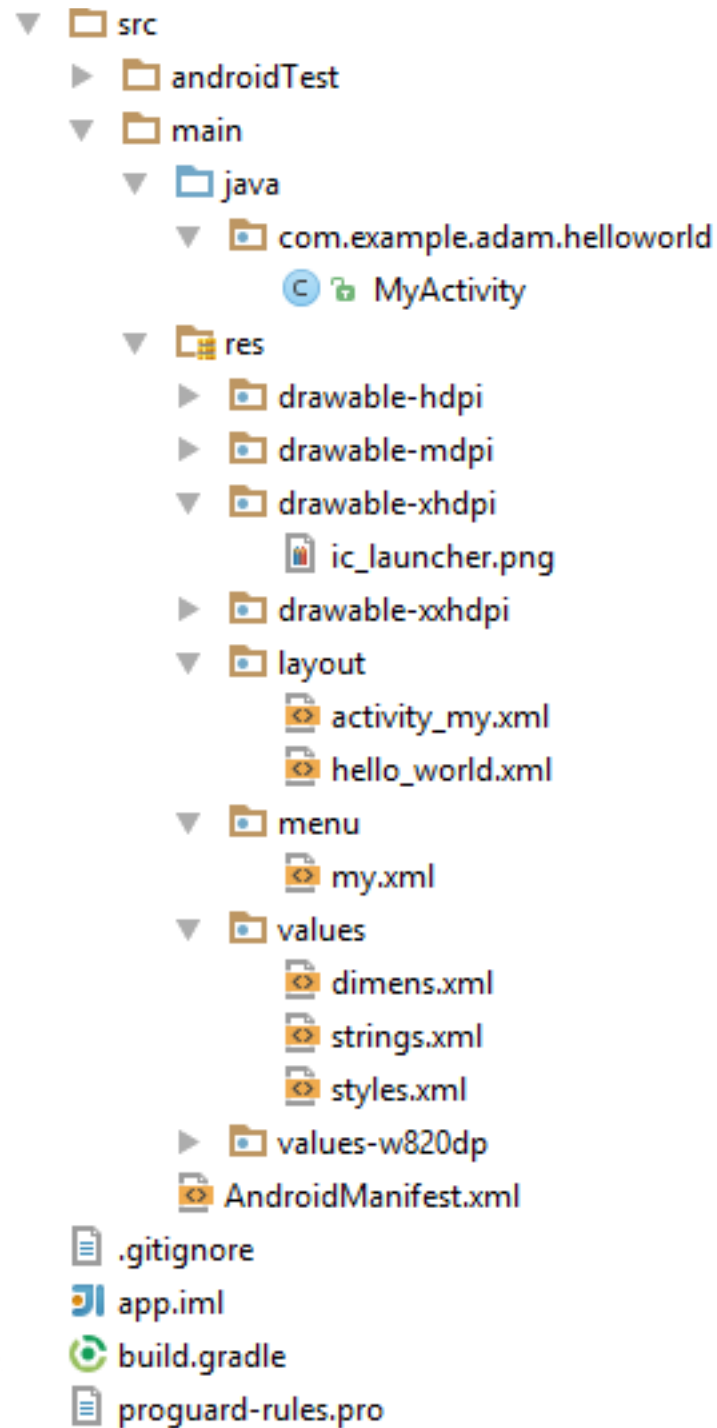 src
androidTest
main
java
com.example.adam.helloworld
MyActivity
res
drawable-hdpi
drawable-mdpi
drawable-xhdpi
ic_launcher.png
drawable-xxhdpi
layout
activity_my.xml
hello_world.xml
menu
my.xml
values
dimens.xml
strings.xml
styles.xml
values-w820dp
AndroidManifest.xml
.gitignore
app.iml
build.gradle
proguard-rules.pro